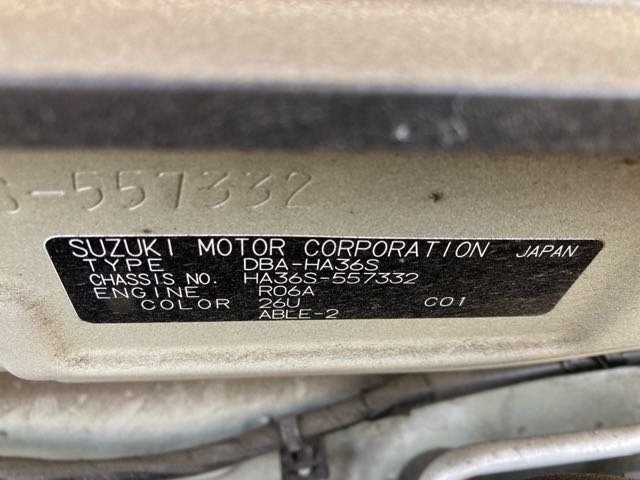 S-557332
SUZUKI MOTOR CORPORATION JAPAN
TYPE DBA-HA36S
CHASSIS NO. HA36S-557332
ENGINE R06A
COLOR 26U C01
ABLE-2